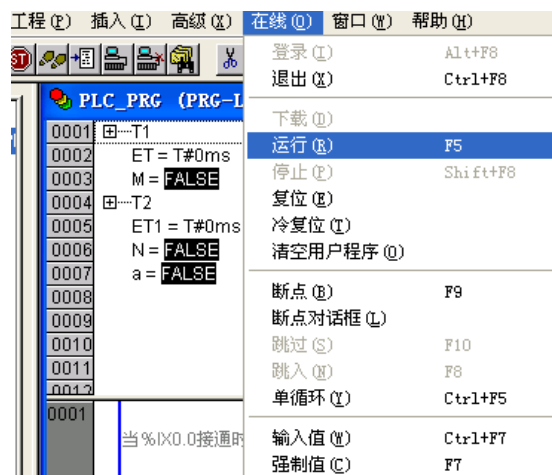 工程(P) 插入(I) 高级(X) 在线(O) 窗口(W) 帮助(H)
登录(I) Alt+F8
退出(X) Ctrl+F8
下载(D)
运行(R) F5
停止(P) Shift+F8
复位(E)
冷复位(T)
清空用户程序(O)
断点(B) F9
断点对话框(L)
跳过(S) F10
跳入(N) F8
单循环(Y) Ctrl+F5
输入值(W) Ctrl+F7
强制值(C) F7
ST
PLC_PRG (PRG-L
0001 T1
0002 ET = T#0ms
0003 M = FALSE
0004 T2
0005 ET1 = T#0ms
0006 N = FALSE
0007 a = FALSE
0008
0009
0010
0011
0012
0001
当%IX0.0接通时